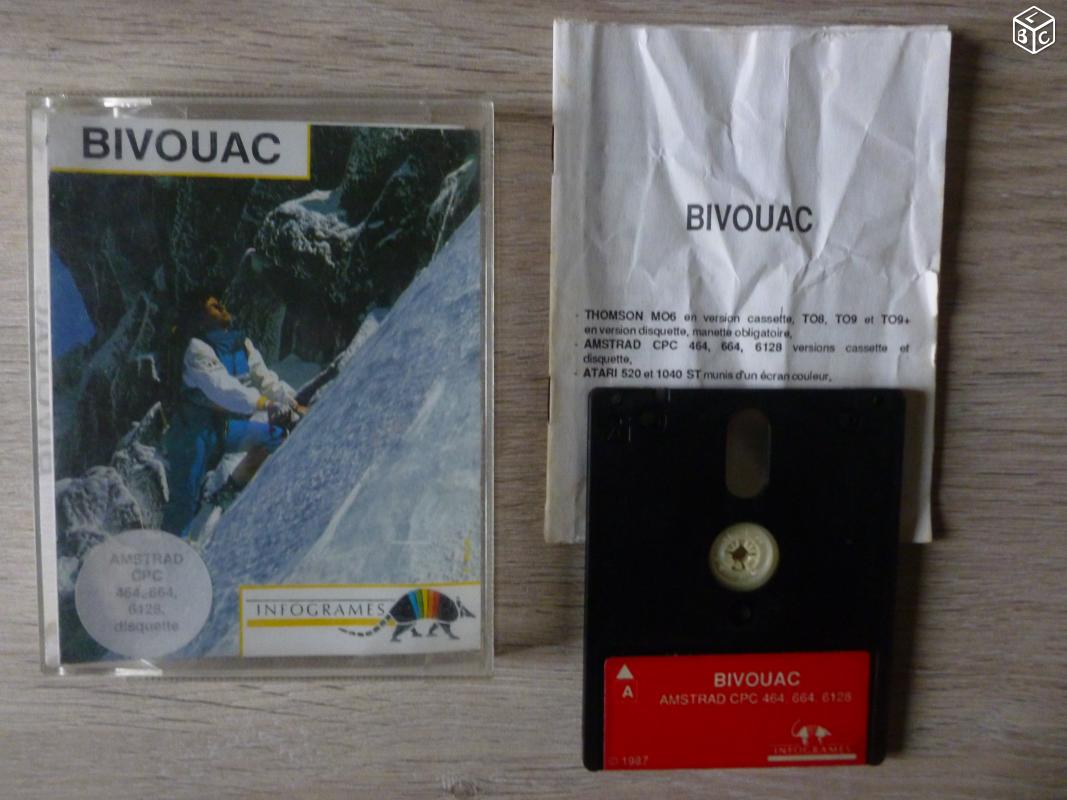 BIVOUAC
AMSTRAD
CPC
464, 664,
6128,
disquette
INFOGRAMES
BIVOUAC
- THOMSON MO6 en version cassette, TO8, TO9 et TO9+
en version disquette, manette obligatoire,
- AMSTRAD CPC 464, 664, 6128 versions cassette et
disquette,
- ATARI 520 et 1040 ST munis d'un écran couleur,
A
BIVOUAC
AMSTRAD CPC 464, 664, 6128
INFOGRAMES
© 1987
LBC